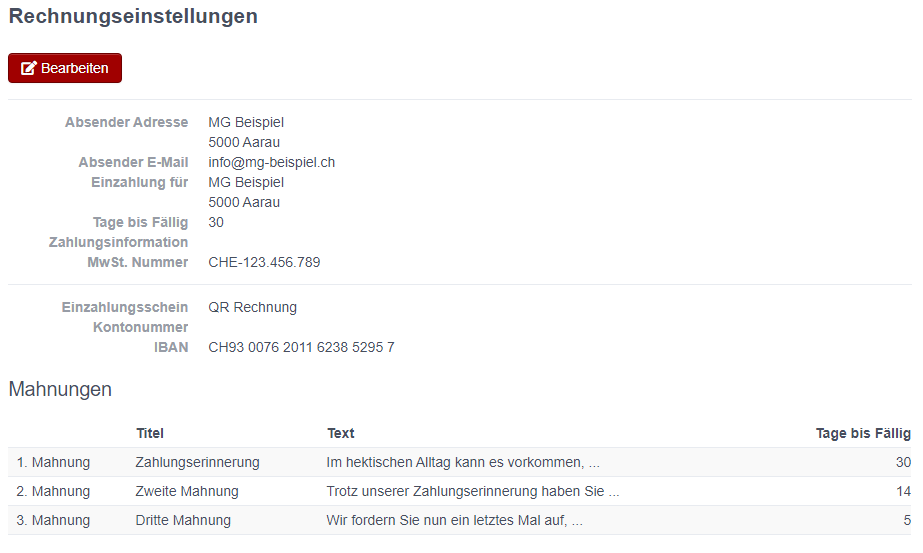 Rechnungseinstellungen
Bearbeiten
Absender Adresse MG Beispiel
5000 Aarau
Absender E-Mail info@mg-beispiel.ch
Einzahlung für MG Beispiel
5000 Aarau
Tage bis Fällig 30
Zahlungsinformation
MwSt. Nummer CHE-123.456.789
Einzahlungsschein QR Rechnung
Kontonummer
IBAN CH93 0076 2011 6238 5295 7
Mahnungen
Titel Text Tage bis Fällig
1. Mahnung Zahlungserinnerung Im hektischen Alltag kann es vorkommen, ... 30
2. Mahnung Zweite Mahnung Trotz unserer Zahlungserinnerung haben Sie ... 14
3. Mahnung Dritte Mahnung Wir fordern Sie nun ein letztes Mal auf, ... 5